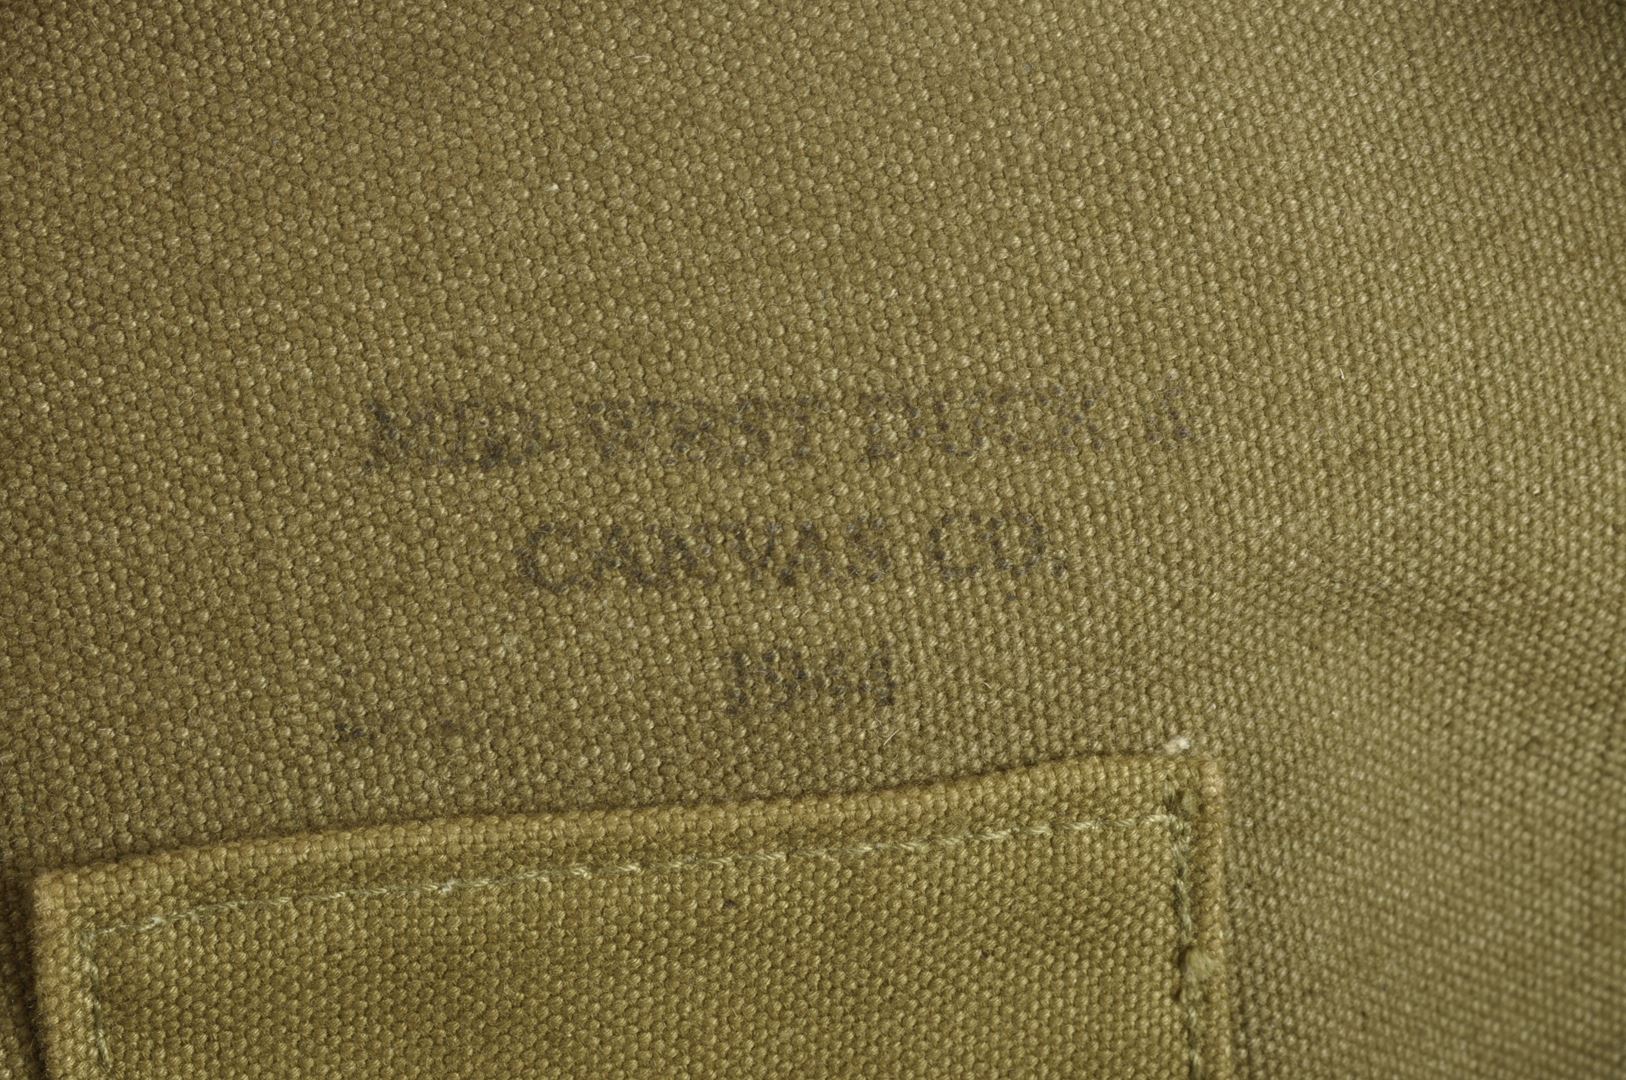 MID-WEST DUCK &
CANVAS CO.
1944